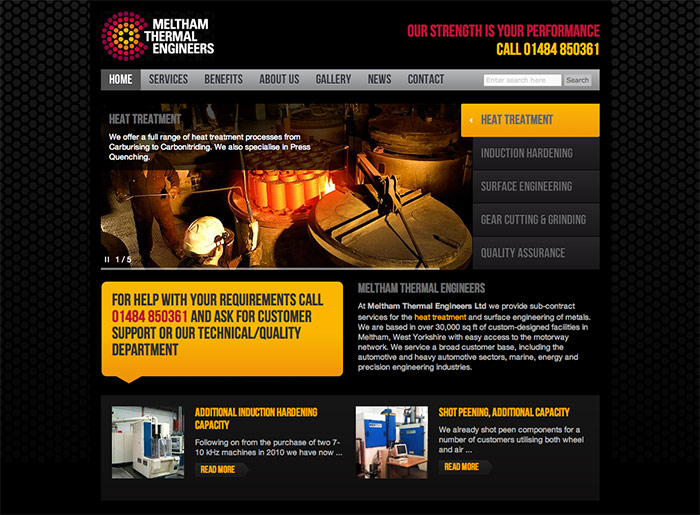 MELTHAM
THERMAL
ENGINEERS
OUR STRENGTH IS YOUR PERFORMANCE
CALL 01484 850361
HOME SERVICES BENEFITS ABOUT US GALLERY NEWS CONTACT Enter search here Search
HEAT TREATMENT
We offer a full range of heat treatment processes from
Carburising to Carbonitriding. We also specialise in Press
Quenching.
1/5
HEAT TREATMENT
INDUCTION HARDENING
SURFACE ENGINEERING
GEAR CUTTING & GRINDING
QUALITY ASSURANCE
FOR HELP WITH YOUR REQUIREMENTS CALL
01484 850361 AND ASK FOR CUSTOMER
SUPPORT OR OUR TECHNICAL/QUALITY
DEPARTMENT
MELTHAM THERMAL ENGINEERS
At Meltham Thermal Engineers Ltd we provide sub-contract
services for the heat treatment and surface engineering of metals.
We are based in over 30,000 sq ft of custom-designed facilities in
Meltham, West Yorkshire with easy access to the motorway
network. We service a broad customer base, including the
automotive and heavy automotive sectors, marine, energy and
precision engineering industries.
ADDITIONAL INDUCTION HARDENING
CAPACITY
Following on from the purchase of two 7-
10 kHz machines in 2010 we have now ...
READ MORE
SHOT PEENING, ADDITIONAL CAPACITY
We already shot peen components for a
number of customers utilising both wheel
and air ...
READ MORE